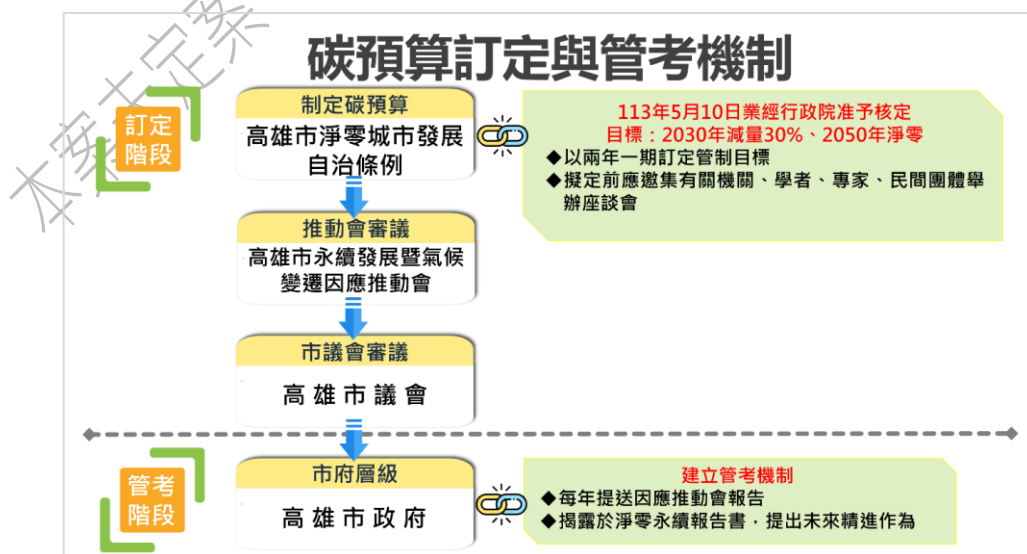 本案未定案
碳預算訂定與管考機制
訂定
階段
制定碳預算
高雄市淨零城市發展
自治條例
113年5月10日業經行政院准予核定
目標：2030年減量30%、2050年淨零
◆以兩年一期訂定管制目標
◆擬定前應邀集有關機關、學者、專家、民間團體舉
辦座談會
推動會審議
高雄市永續發展暨氣候
變遷因應推動會
市議會審議
高雄市議會
管考
階段
市府層級
高雄市政府
建立管考機制
◆每年提送因應推動會報告
◆揭露於淨零永續報告書，提出未來精進作為